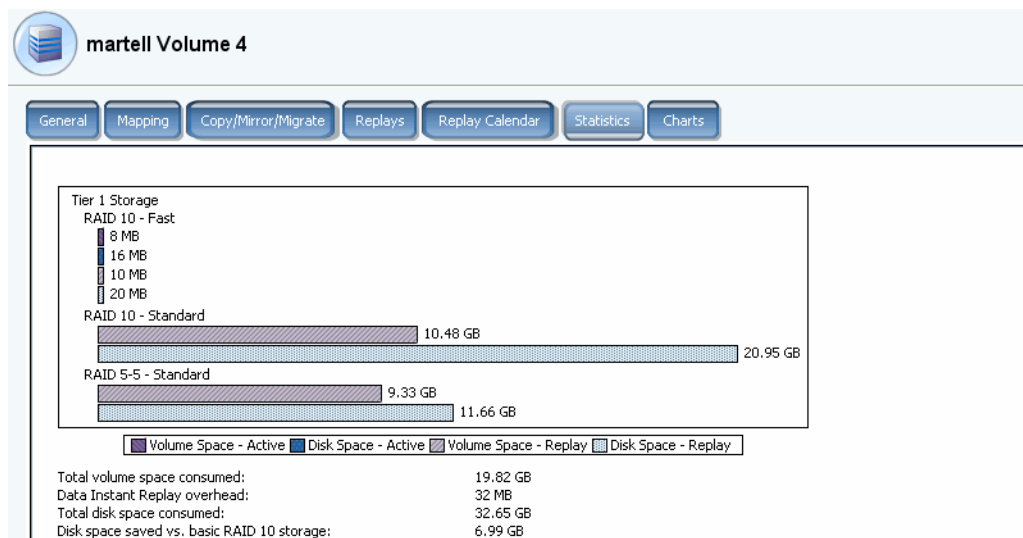 martell Volume 4
General Mapping Copy/Mirror/Migrate Replays Replay Calendar Statistics Charts
Tier 1 Storage
RAID 10 - Fast
8 MB
16 MB
10 MB
20 MB
RAID 10 - Standard
10.48 GB
20.95 GB
RAID 5-5 - Standard
9.33 GB
11.66 GB
Volume Space - Active Disk Space - Active Volume Space - Replay Disk Space - Replay
Total volume space consumed: 19.82 GB
Data Instant Replay overhead: 32 MB
Total disk space consumed: 32.65 GB
Disk space saved vs. basic RAID 10 storage: 6.99 GB